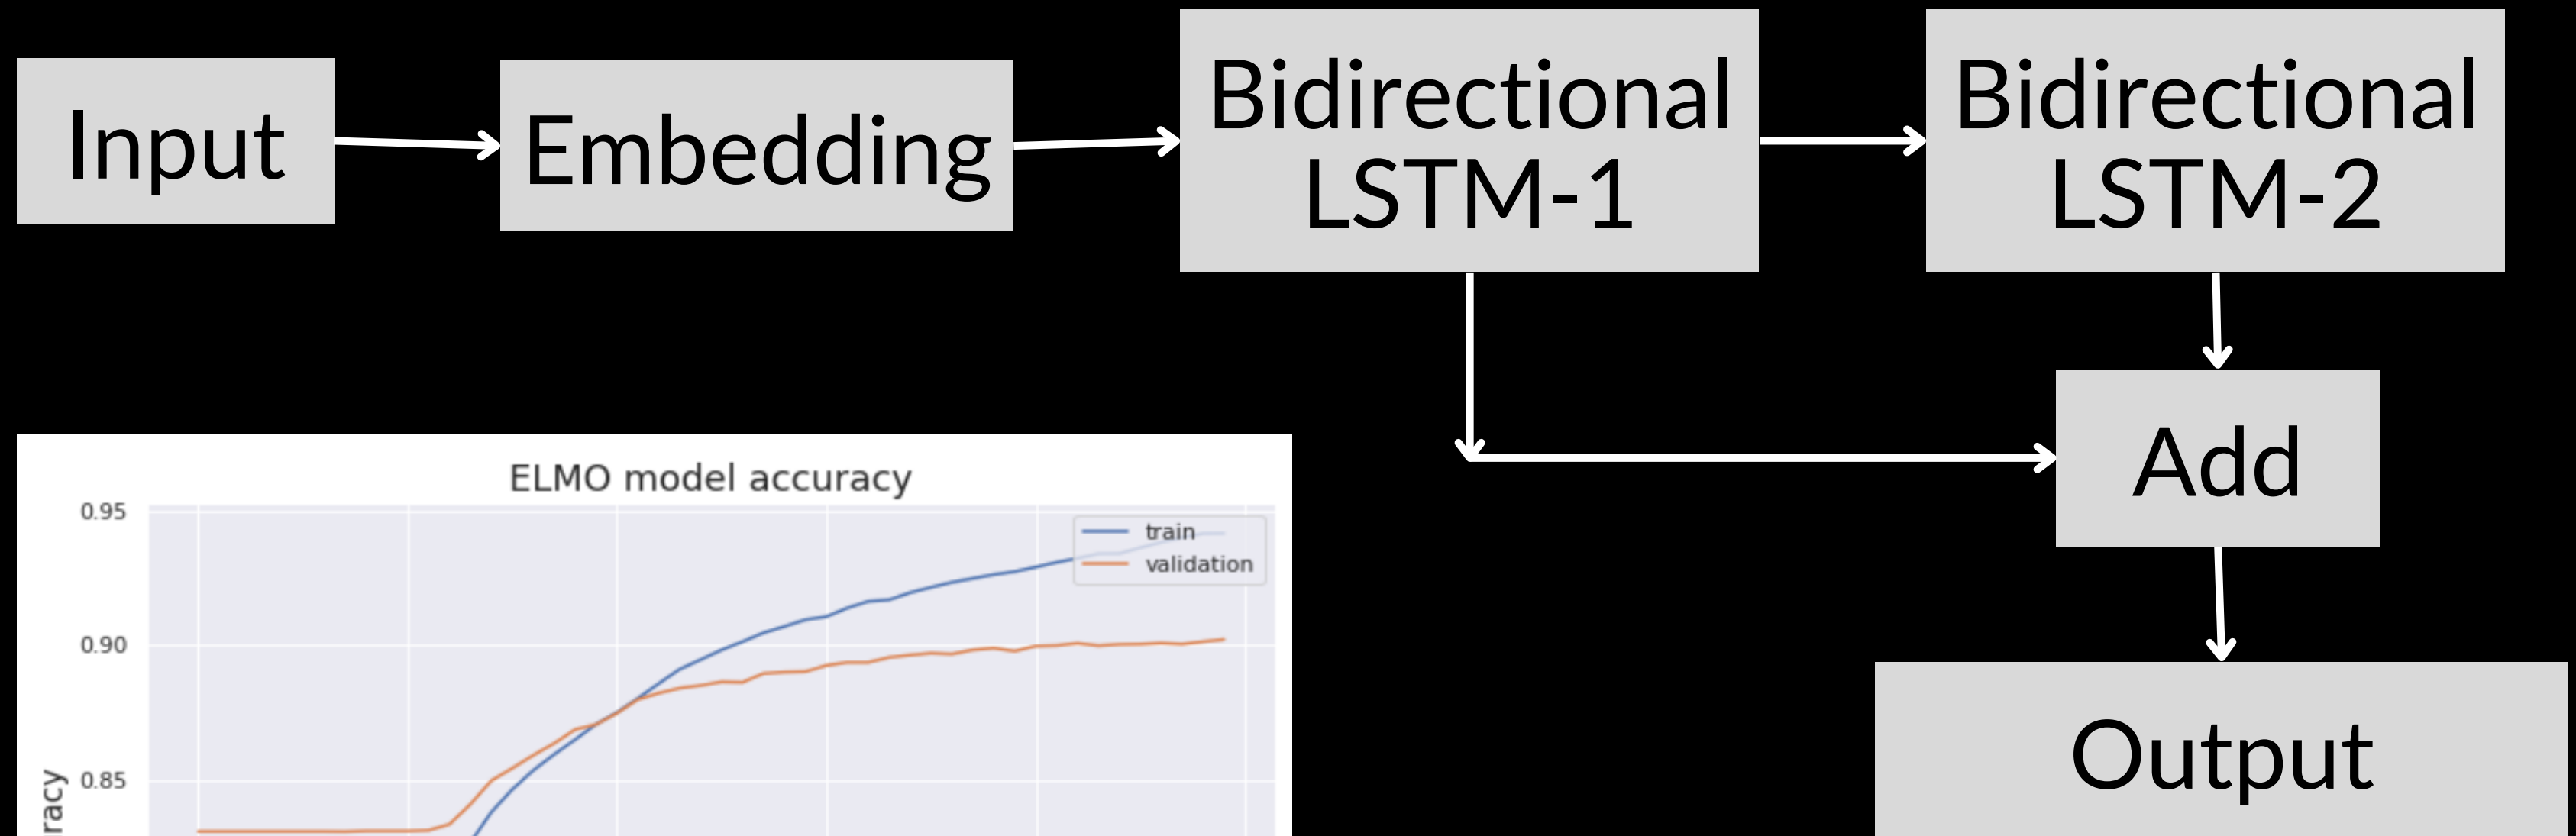 Input
Embedding
Bidirectional
LSTM-1
Bidirectional
LSTM-2
Add
Output
ELMO model accuracy
0.95
0.90
0.85
train
validation
racy